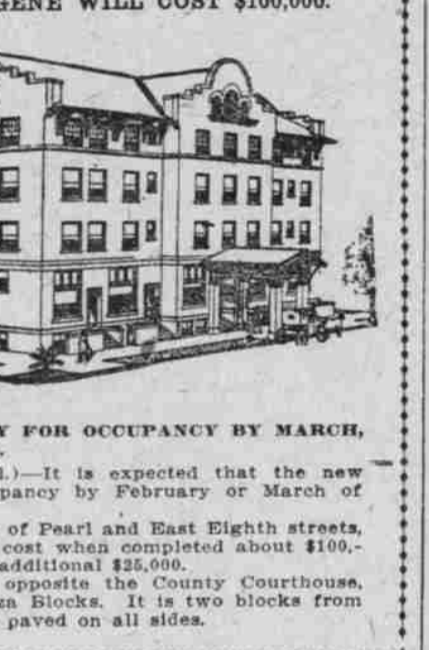 GENE WILL COST $100,000.
Y FOR OCCUPANCY BY MARCH,
l.)—It is expected that the new
pancy by February or March of
of Pearl and East Eighth streets,
cost when completed about $100,-
additional $25,000.
opposite the County Courthouse,
za Blocks. It is two blocks from
paved on all sides.